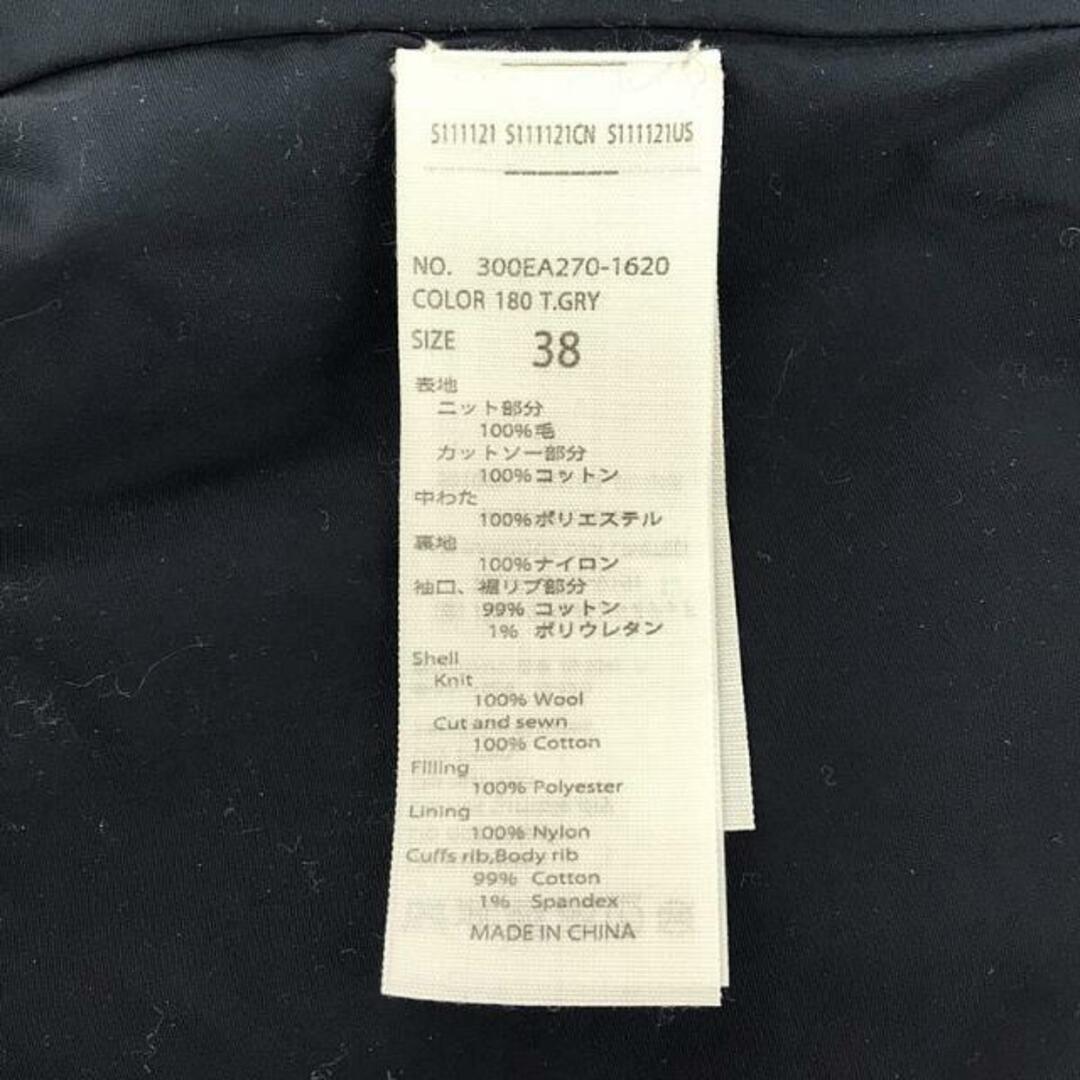 S111121 S111121CN S111121US
NO. 300EA270-1620
COLOR 180 T.GRY
SIZE 38
表地
ニット部分
100%毛
カットソー部分
100%コットン
中わた
100%ポリエステル
裏地
100%ナイロン
袖口、裾リブ部分
99% コットン
1% ポリウレタン
Shell
Knit
100% Wool
Cut and sewn
100% Cotton
Filling
100% Polyester
Lining
100% Nylon
Cuffs rib,Body rib
99% Cotton
1% Spandex
MADE IN CHINA